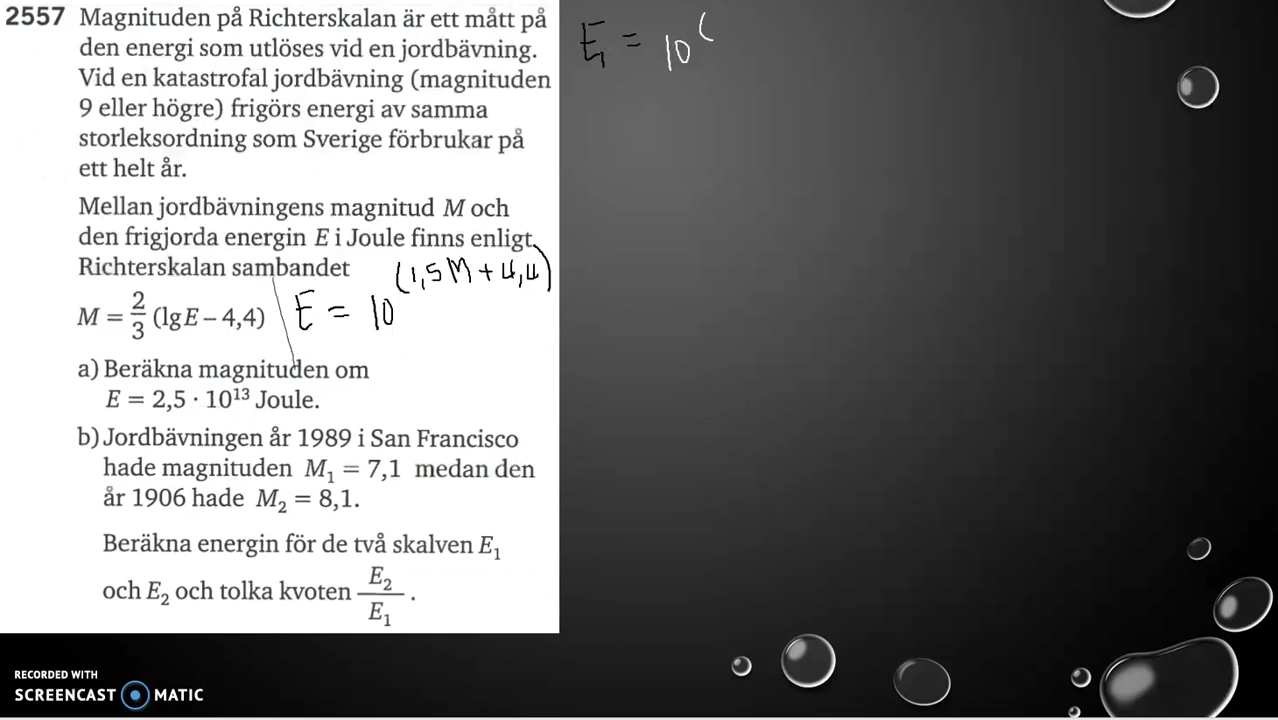 2557 Magnituden på Richterskalan är ett mått på
den energi som utlöses vid en jordbävning.
Vid en katastrofal jordbävning (magnituden
9 eller högre) frigörs energi av samma
storleksordning som Sverige förbrukar på
ett helt år.
Mellan jordbävningens magnitud M och
den frigjorda energin E i Joule finns enligt
Richterskalan sambandet
M = 2/3 (lg E – 4,4)
E = 10^(1,5M + 4,4)
a) Beräkna magnituden om
E = 2,5 · 10¹³ Joule.
b) Jordbävningen år 1989 i San Francisco
hade magnituden M₁ = 7,1 medan den
år 1906 hade M₂ = 8,1.
Beräkna energin för de två skalven E₁
och E₂ och tolka kvoten E₂/E₁.
E₁ = 10^(
RECORDED WITH
SCREENCAST MATIC